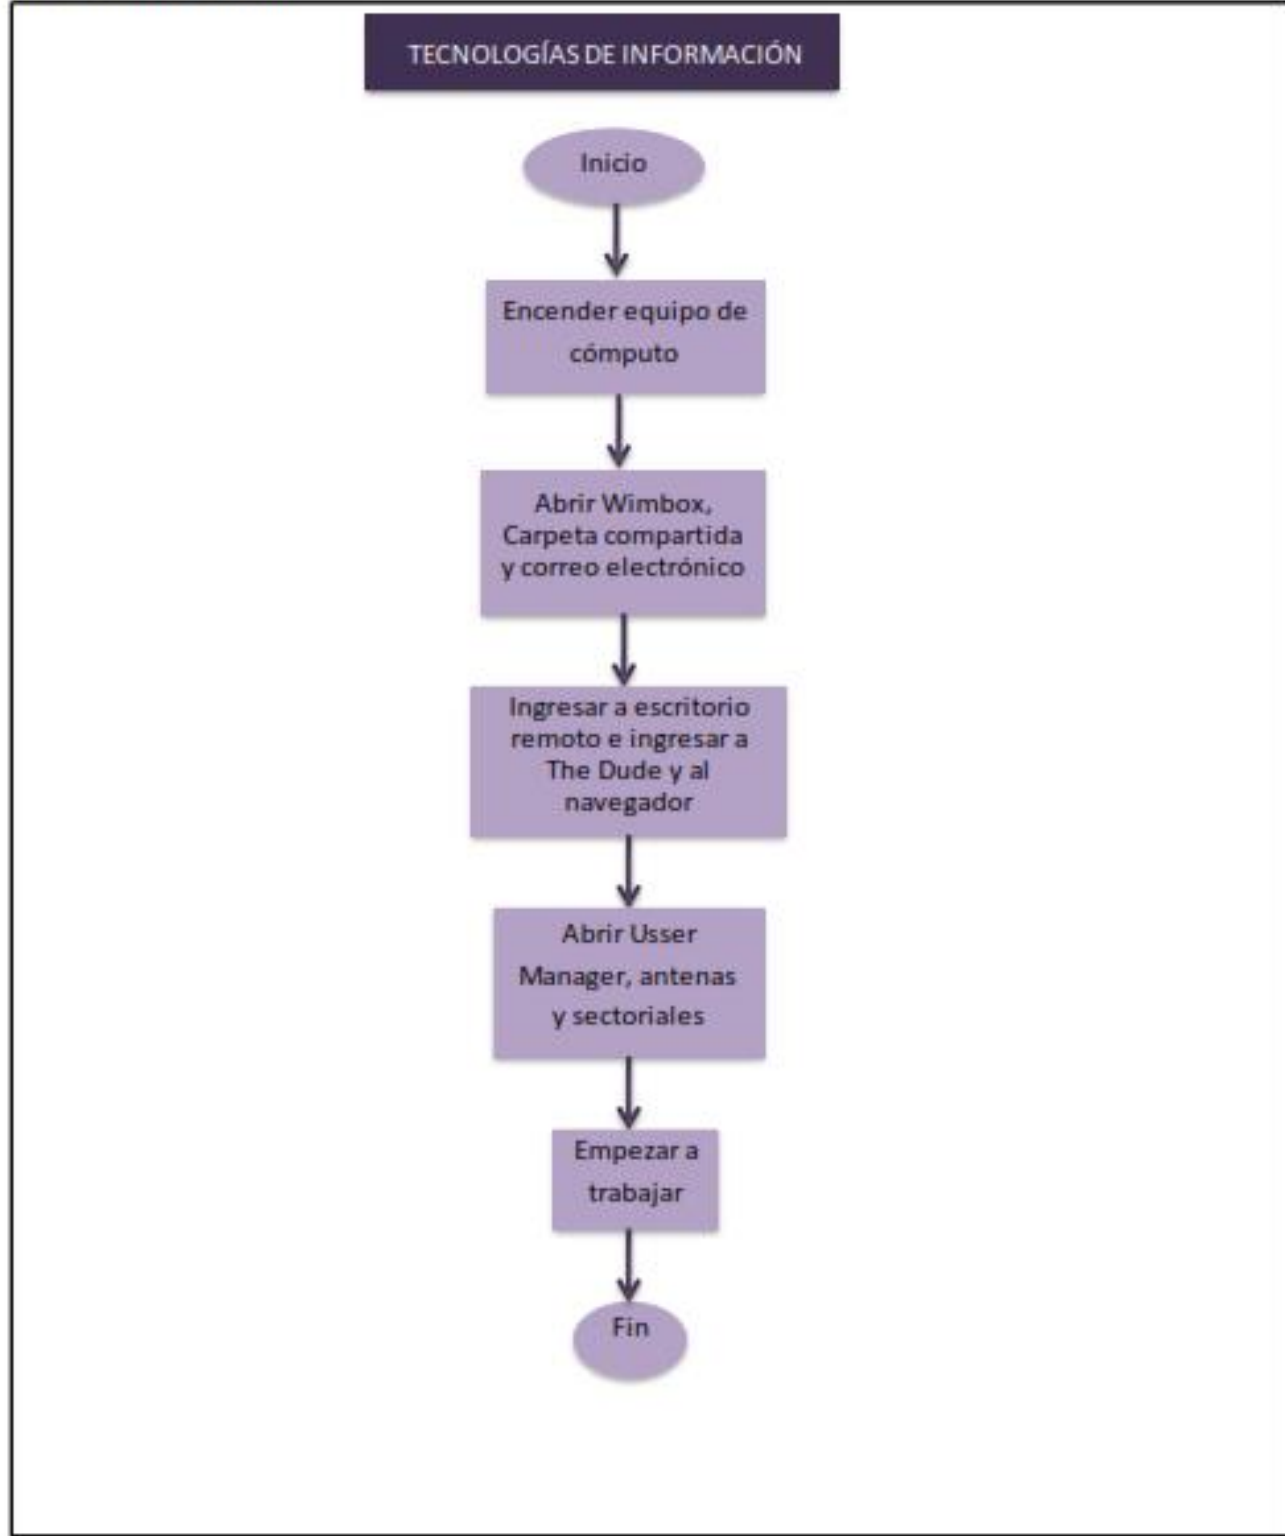 TECNOLOGÍAS DE INFORMACIÓN
Inicio
Encender equipo de
cómputo
Abrir Wimbox,
Carpeta compartida
y correo electrónico
Ingresar a escritorio
remoto e ingresar a
The Dude y al
navegador
Abrir Usser
Manager, antenas
y sectoriales
Empezar a
trabajar
Fin